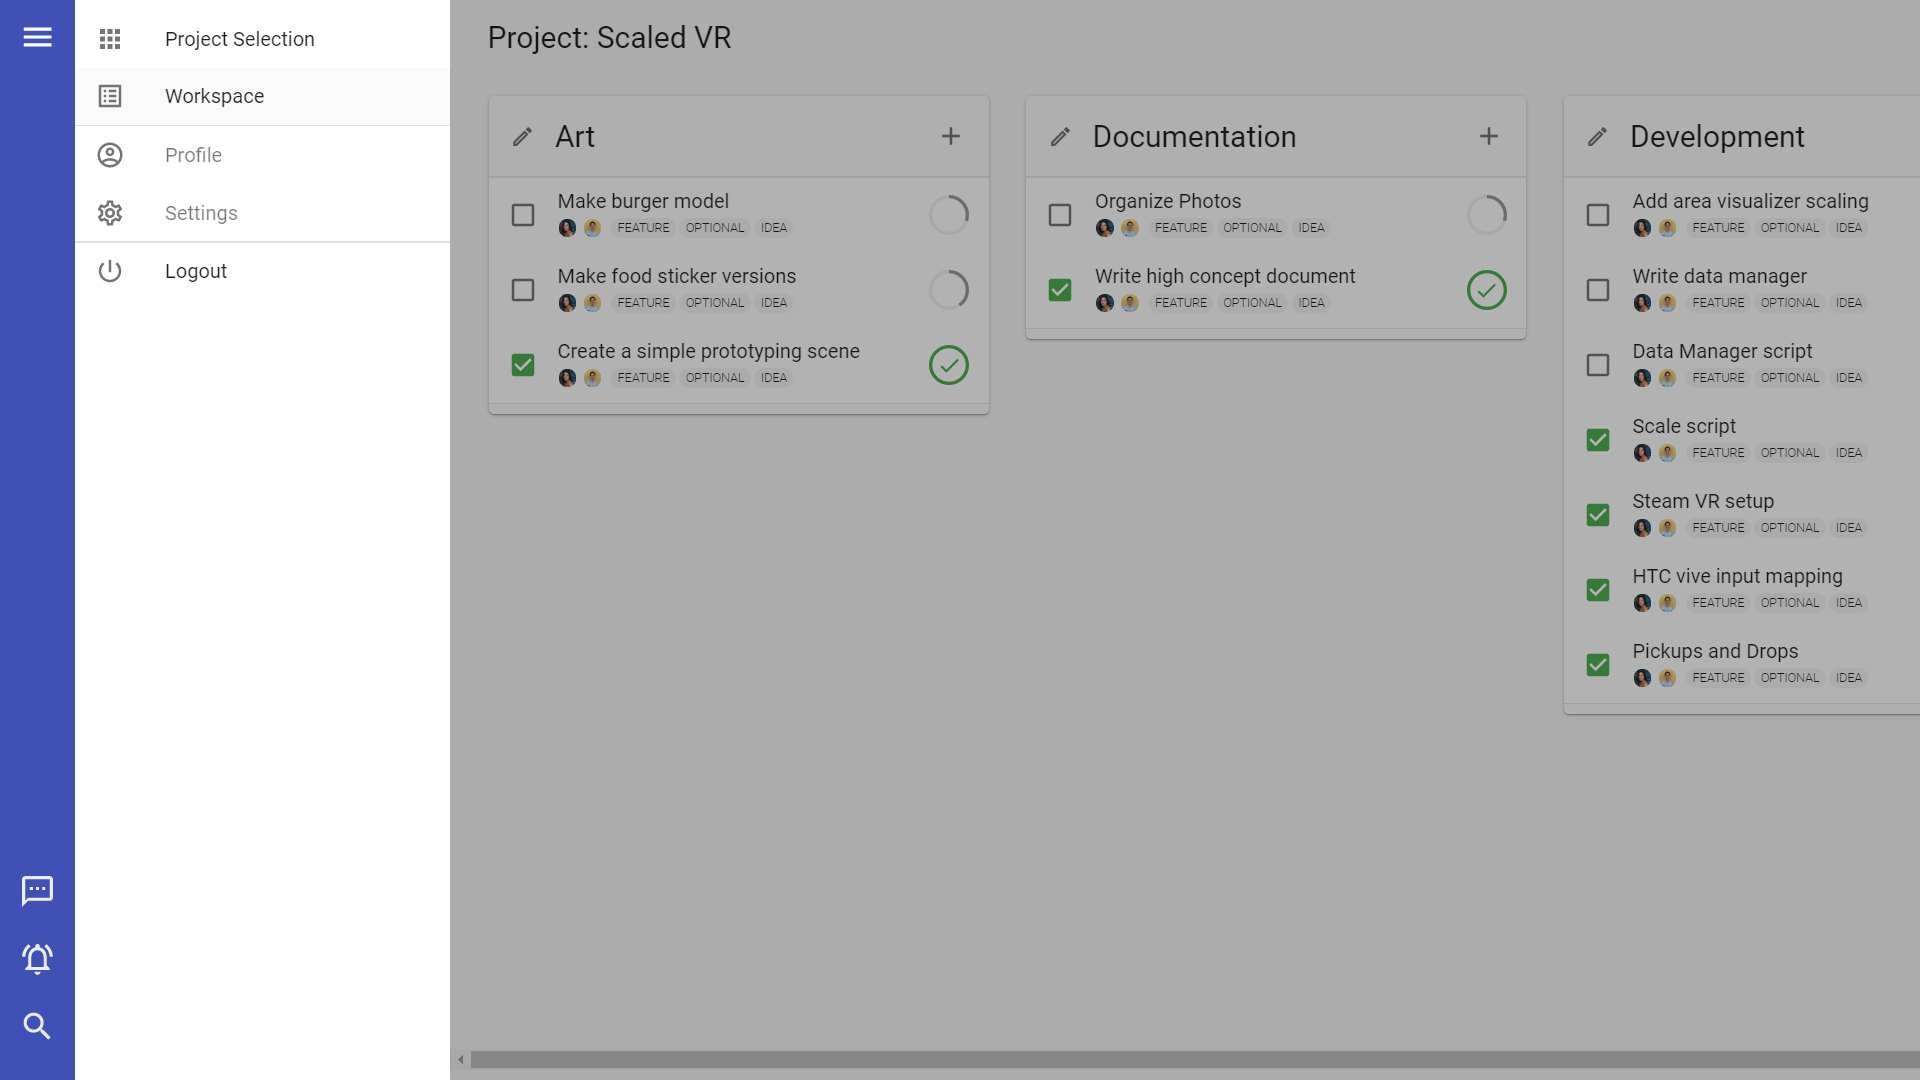 Project Selection
Workspace
Profile
Settings
Logout
Project: Scaled VR
Art
Make burger model
FEATURE OPTIONAL IDEA
Make food sticker versions
FEATURE OPTIONAL IDEA
Create a simple prototyping scene
FEATURE OPTIONAL IDEA
Documentation
Organize Photos
FEATURE OPTIONAL IDEA
Write high concept document
FEATURE OPTIONAL IDEA
Development
Add area visualizer scaling
FEATURE OPTIONAL IDEA
Write data manager
FEATURE OPTIONAL IDEA
Data Manager script
FEATURE OPTIONAL IDEA
Scale script
FEATURE OPTIONAL IDEA
Steam VR setup
FEATURE OPTIONAL IDEA
HTC vive input mapping
FEATURE OPTIONAL IDEA
Pickups and Drops
FEATURE OPTIONAL IDEA